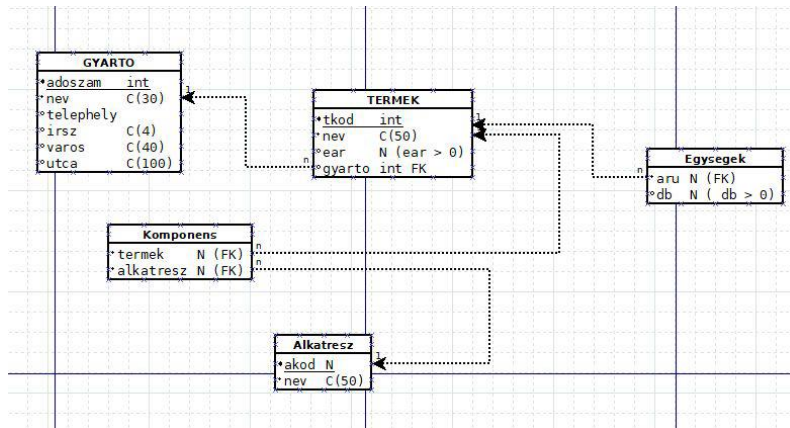 GYARTO
adoszam int
nev C(30)
telephely
irsz C(4)
varos C(40)
utca C(100)
1
n
TERMEK
tkod int
nev C(50)
ear N (ear > 0)
gyarto int FK
1
n
Egysegek
aru N (FK)
db N ( db > 0)
Komponens
termek N (FK)
alkatresz N (FK)
n
n
Alkatresz
akod N
nev C(50)
1